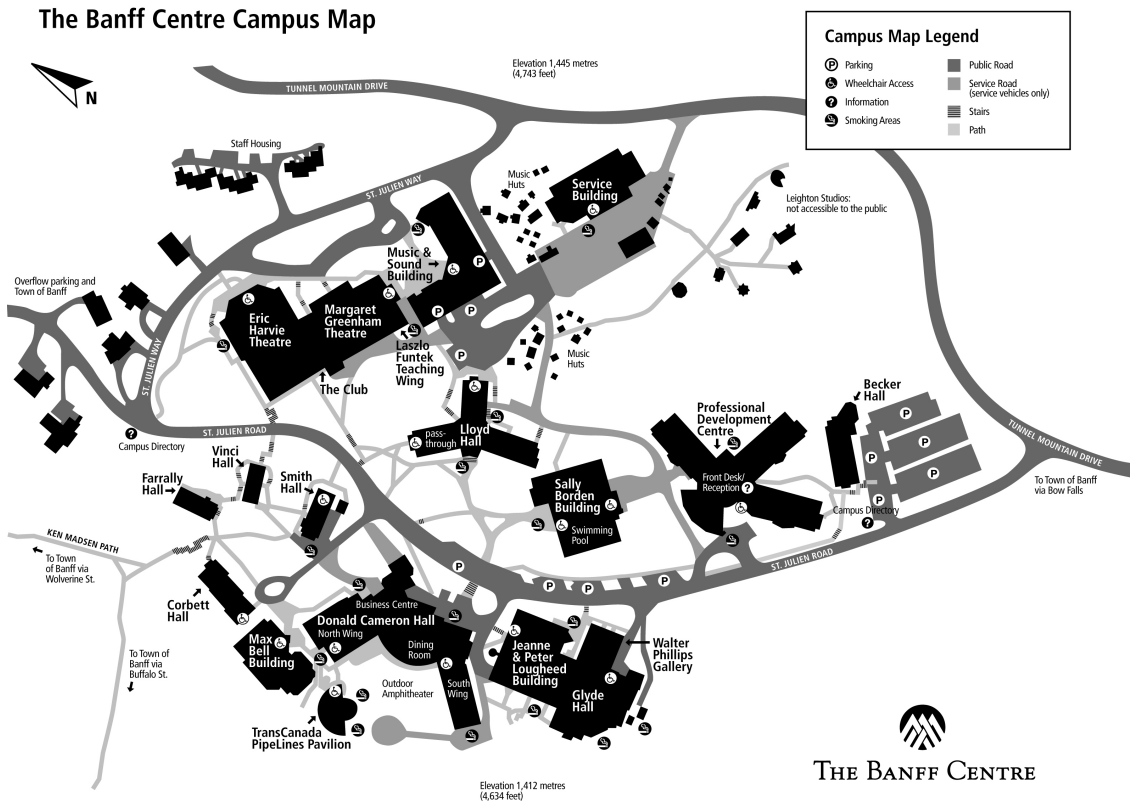 The Banff Centre Campus Map
Elevation 1,445 metres
(4,743 feet)
Campus Map Legend
P Parking
Wheelchair Access
? Information
Smoking Areas
Public Road
Service Road
(service vehicles only)
Stairs
Path
N
TUNNEL MOUNTAIN DRIVE
Staff Housing
ST. JULIEN WAY
Music
Huts
Service
Building
Leighton Studios:
not accessible to the public
Music &
Sound
Building
P
Overflow parking and
Town of Banff
Eric
Harvie
Theatre
Margaret
Greenham
Theatre
P
P
Laszlo
Funtek
Teaching
Wing
P
Music
Huts
The Club
ST. JULIEN WAY
Becker
Hall
P
P
P
P
P
Professional
Development
Centre
Front Desk/
Reception
?
TUNNEL MOUNTAIN DRIVE
To Town of Banff
via Bow Falls
Campus Directory
?
?
Campus Directory
ST. JULIEN ROAD
pass-
through
Lloyd
Hall
Vinci
Hall
Farrally
Hall
Smith
Hall
Sally
Borden
Building
Swimming
Pool
KEN MADSEN PATH
To Town
of Banff via
Wolverine St.
P
P
P
P
ST. JULIEN ROAD
Corbett
Hall
Business Centre
Donald Cameron Hall
North Wing
Dining
Room
Max
Bell
Building
Jeanne
& Peter
Lougheed
Building
Walter
Phillips
Gallery
To Town of
Banff via
Buffalo St.
Outdoor
Amphitheater
South
Wing
Glyde
Hall
TransCanada
PipeLines Pavilion
THE BANFF CENTRE
Elevation 1,412 metres
(4,634 feet)